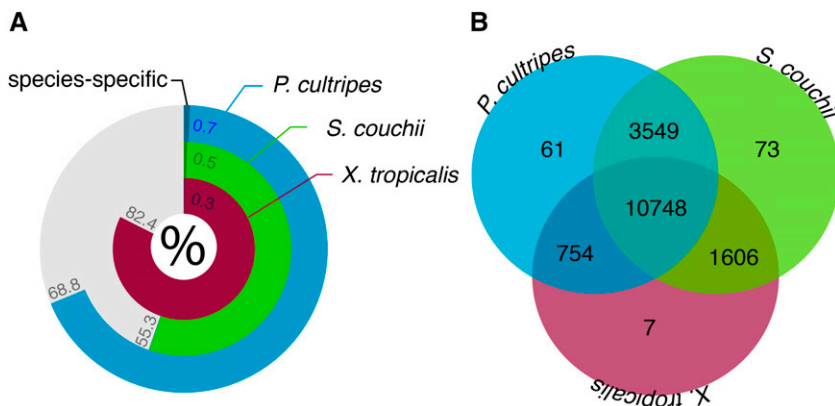 A
species-specific
P. cultripes
S. couchii
X. tropicalis
0.7
0.5
0.3
82.4
68.8
55.3
%
B
P. cultripes
S. couchii
61
3549
73
10748
754
1606
7
X. tropicalis